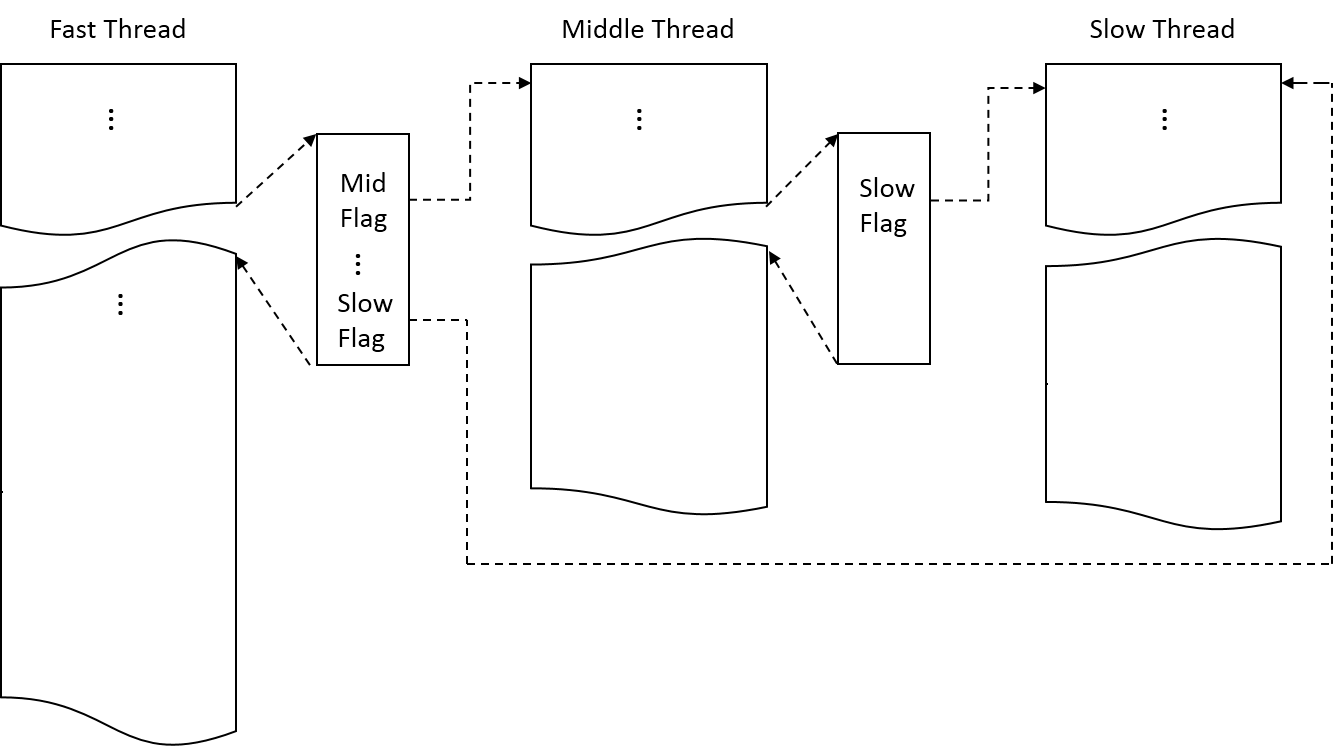 Fast Thread
Middle Thread
Slow Thread
Mid
Flag
Slow
Flag
Slow
Flag